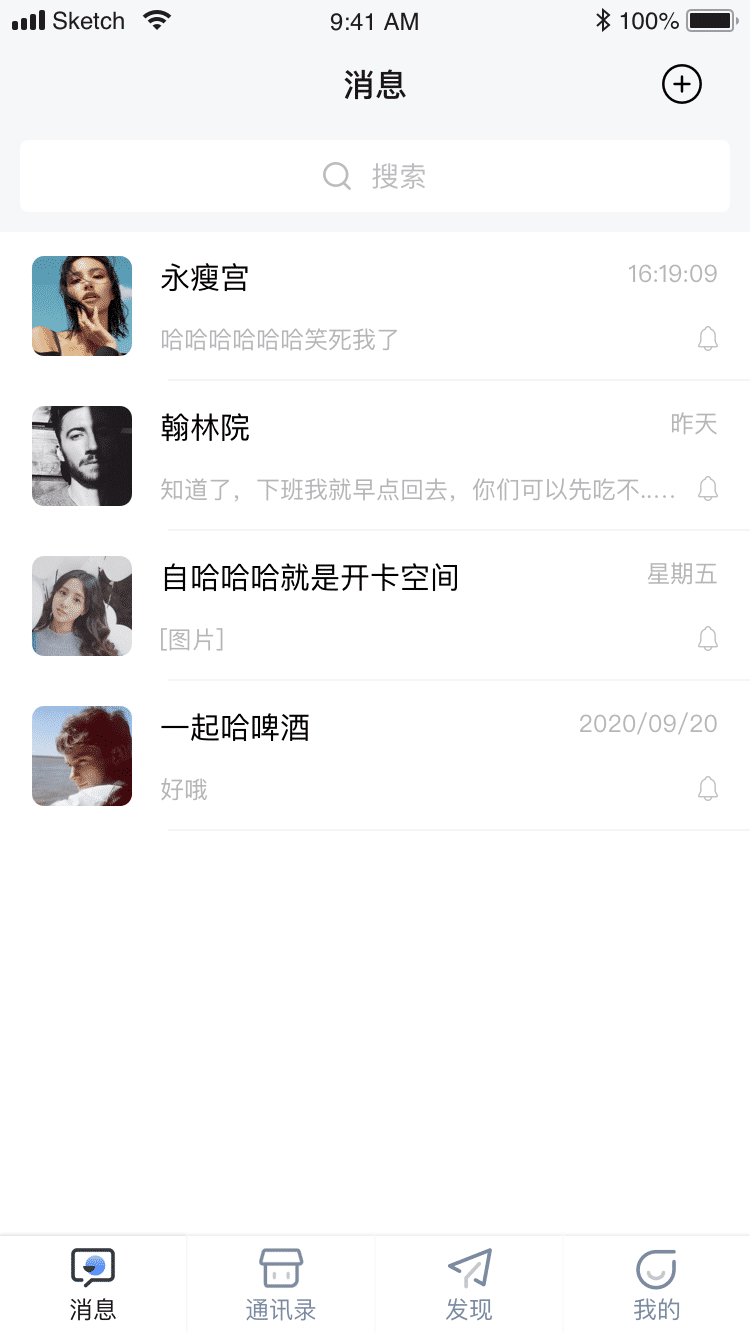 Sketch 9:41 AM 100%
消息
搜索
永瘦宫 16:19:09
哈哈哈哈哈哈笑死我了
翰林院 昨天
知道了，下班我就早点回去，你们可以先吃不.....
自哈哈哈就是开卡空间 星期五
[图片]
一起哈啤酒 2020/09/20
好哦
消息 通讯录 发现 我的